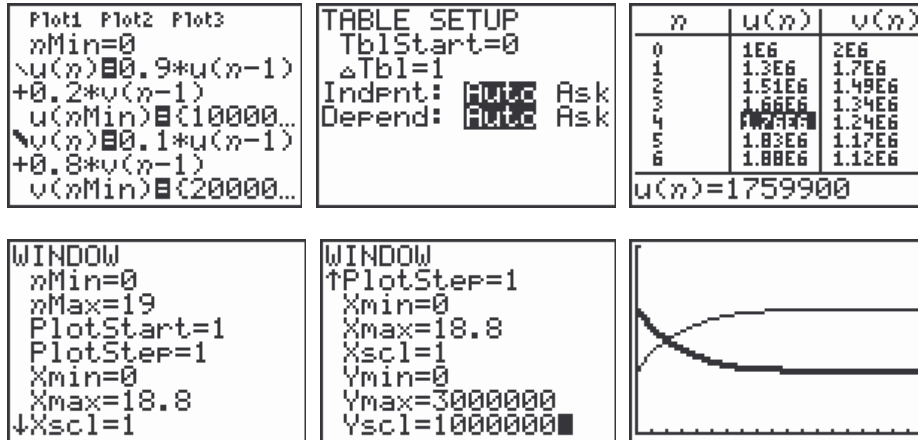 Plot1 Plot2 Plot3
nMin=0
\u(n)=0.9*u(n-1)
+0.2*v(n-1)
u(nMin)={10000...
\v(n)=0.1*u(n-1)
+0.8*v(n-1)
v(nMin)={20000...
TABLE SETUP
TblStart=0
△Tbl=1
Indpnt: Auto Ask
Depend: Auto Ask
n u(n) v(n)
0 1E6 2E6
1 1.3E6 1.7E6
2 1.51E6 1.49E6
3 1.66E6 1.34E6
4 1.76E6 1.24E6
5 1.83E6 1.17E6
6 1.88E6 1.12E6
u(n)=1759900
WINDOW
nMin=0
nMax=19
PlotStart=1
PlotStep=1
Xmin=0
Xmax=18.8
↓Xscl=1
WINDOW
↑PlotStep=1
Xmin=0
Xmax=18.8
Xscl=1
Ymin=0
Ymax=3000000
Yscl=1000000